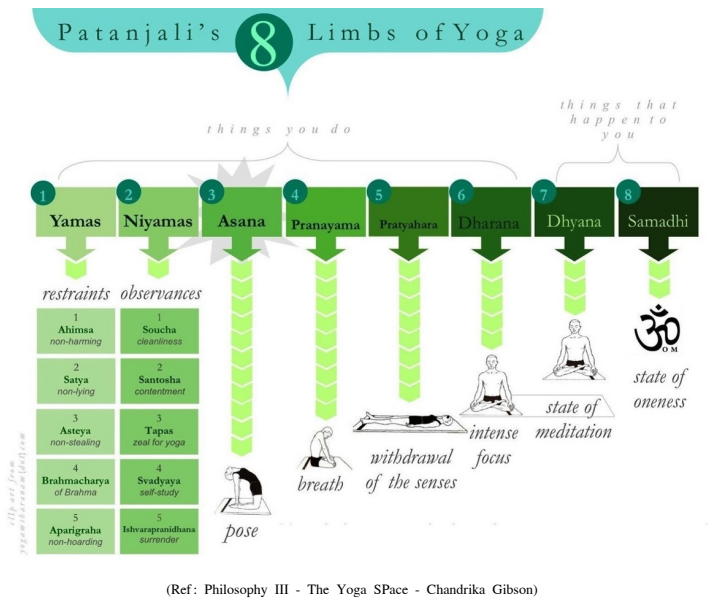 Patanjali's 8 Limbs of Yoga
things you do
things that
happen to
you
1
Yamas
2
Niyamas
3
Asana
4
Pranayama
5
Pratyahara
6
Dharana
7
Dhyana
8
Samadhi
restraints
1
Ahimsa
non-harming
2
Satya
non-lying
3
Asteya
non-stealing
4
Brahmacharya
of Brahma
5
Aparigraha
non-hoarding
observances
1
Soucha
cleanliness
2
Santosha
contentment
3
Tapas
zeal for yoga
4
Svadyaya
self-study
5
Ishvarapranidhana
surrender
pose
breath
withdrawal
of the senses
intense
focus
state of
meditation
ॐ
OM
state of
oneness
clip art from
(Ref: Philosophy III - The Yoga SPace - Chandrika Gibson)